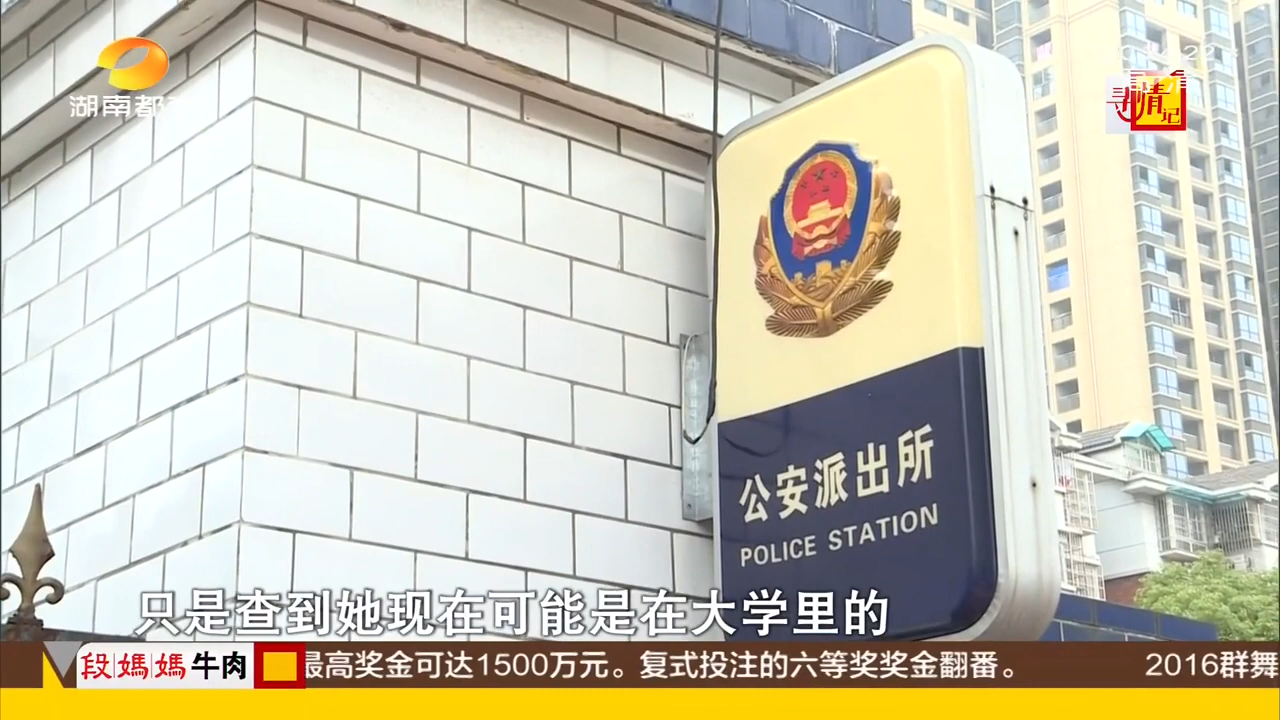 湖南都
寻情记
公安派出所
POLICE STATION
只是查到她现在可能是在大学里的
段媽媽牛肉
最高奖金可达1500万元。复式投注的六等奖奖金翻番。
2016群舞